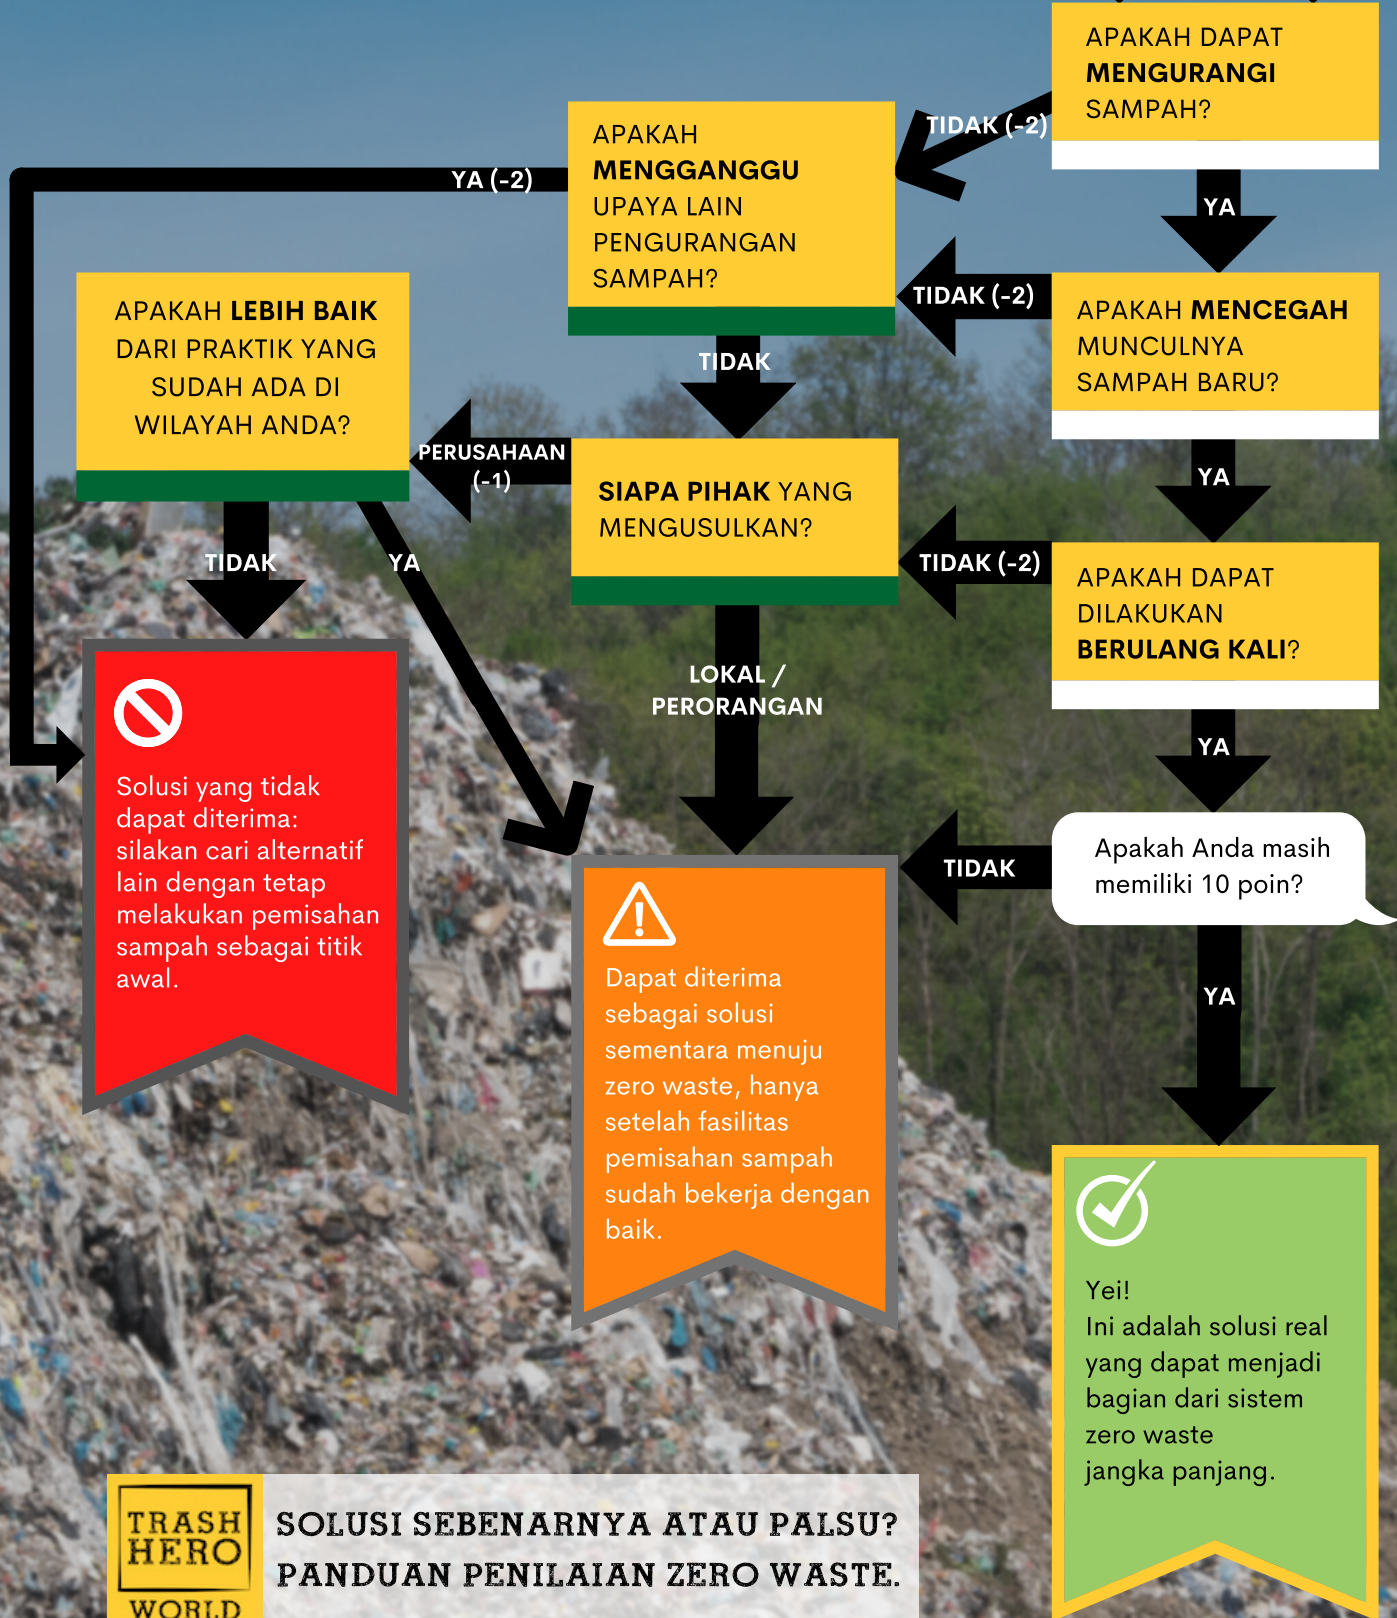 APAKAH DAPAT
MENGURANGI
SAMPAH?
TIDAK (-2)
YA
APAKAH
MENGGANGGU
UPAYA LAIN
PENGURANGAN
SAMPAH?
YA (-2)
TIDAK
APAKAH MENCEGAH
MUNCULNYA
SAMPAH BARU?
TIDAK (-2)
YA
APAKAH LEBIH BAIK
DARI PRAKTIK YANG
SUDAH ADA DI
WILAYAH ANDA?
TIDAK
YA
PERUSAHAAN
(-1)
SIAPA PIHAK YANG
MENGUSULKAN?
LOKAL /
PERORANGAN
APAKAH DAPAT
DILAKUKAN
BERULANG KALI?
TIDAK (-2)
YA
Apakah Anda masih
memiliki 10 poin?
TIDAK
YA
Solusi yang tidak
dapat diterima:
silakan cari alternatif
lain dengan tetap
melakukan pemisahan
sampah sebagai titik
awal.
Dapat diterima
sebagai solusi
sementara menuju
zero waste, hanya
setelah fasilitas
pemisahan sampah
sudah bekerja dengan
baik.
Yei!
Ini adalah solusi real
yang dapat menjadi
bagian dari sistem
zero waste
jangka panjang.
TRASH
HERO
WORLD
SOLUSI SEBENARNYA ATAU PALSU?
PANDUAN PENILAIAN ZERO WASTE.